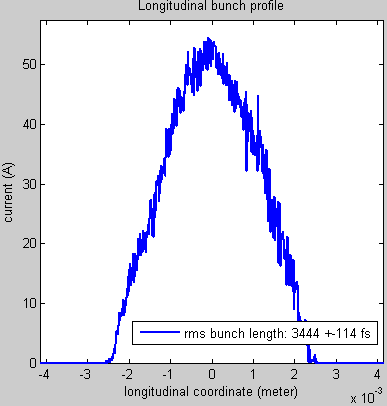 Longitudinal bunch profile
50
40
30
20
10
0
current (A)
rms bunch length: 3444 +-114 fs
-4 -3 -2 -1 0 1 2 3 4
longitudinal coordinate (meter)
x 10^-3